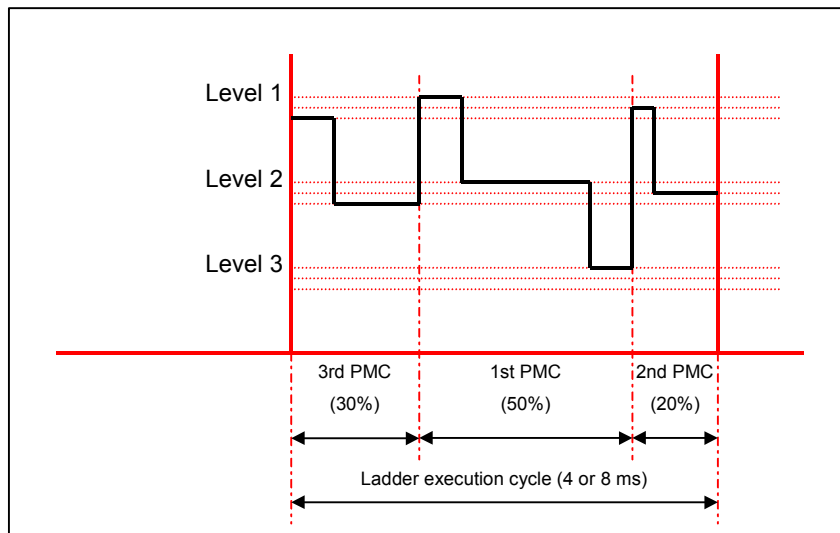 Level 1
Level 2
Level 3
3rd PMC
(30%)
1st PMC
(50%)
2nd PMC
(20%)
Ladder execution cycle (4 or 8 ms)